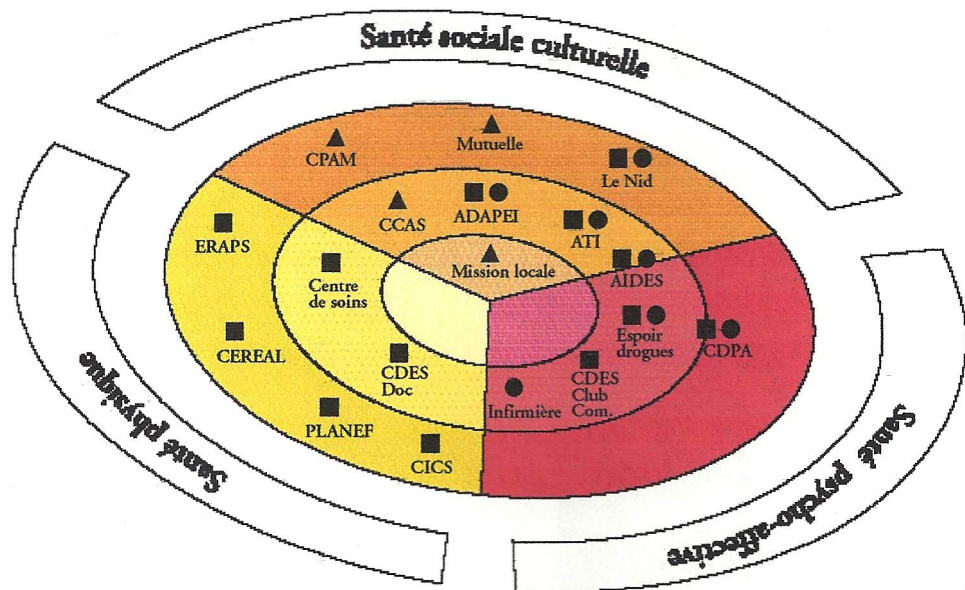 Santé sociale culturelle
CPAM
Mutuelle
Le Nid
CCAS
ADAPEI
ATI
Mission locale
AIDES
ERAPS
Centre
de soins
CEREAL
CDES
Doc
PLANEF
CICS
Espoir
drogues
CDPA
CDES
Club
Com.
Infirmière
Santé physique
Santé psycho-affective